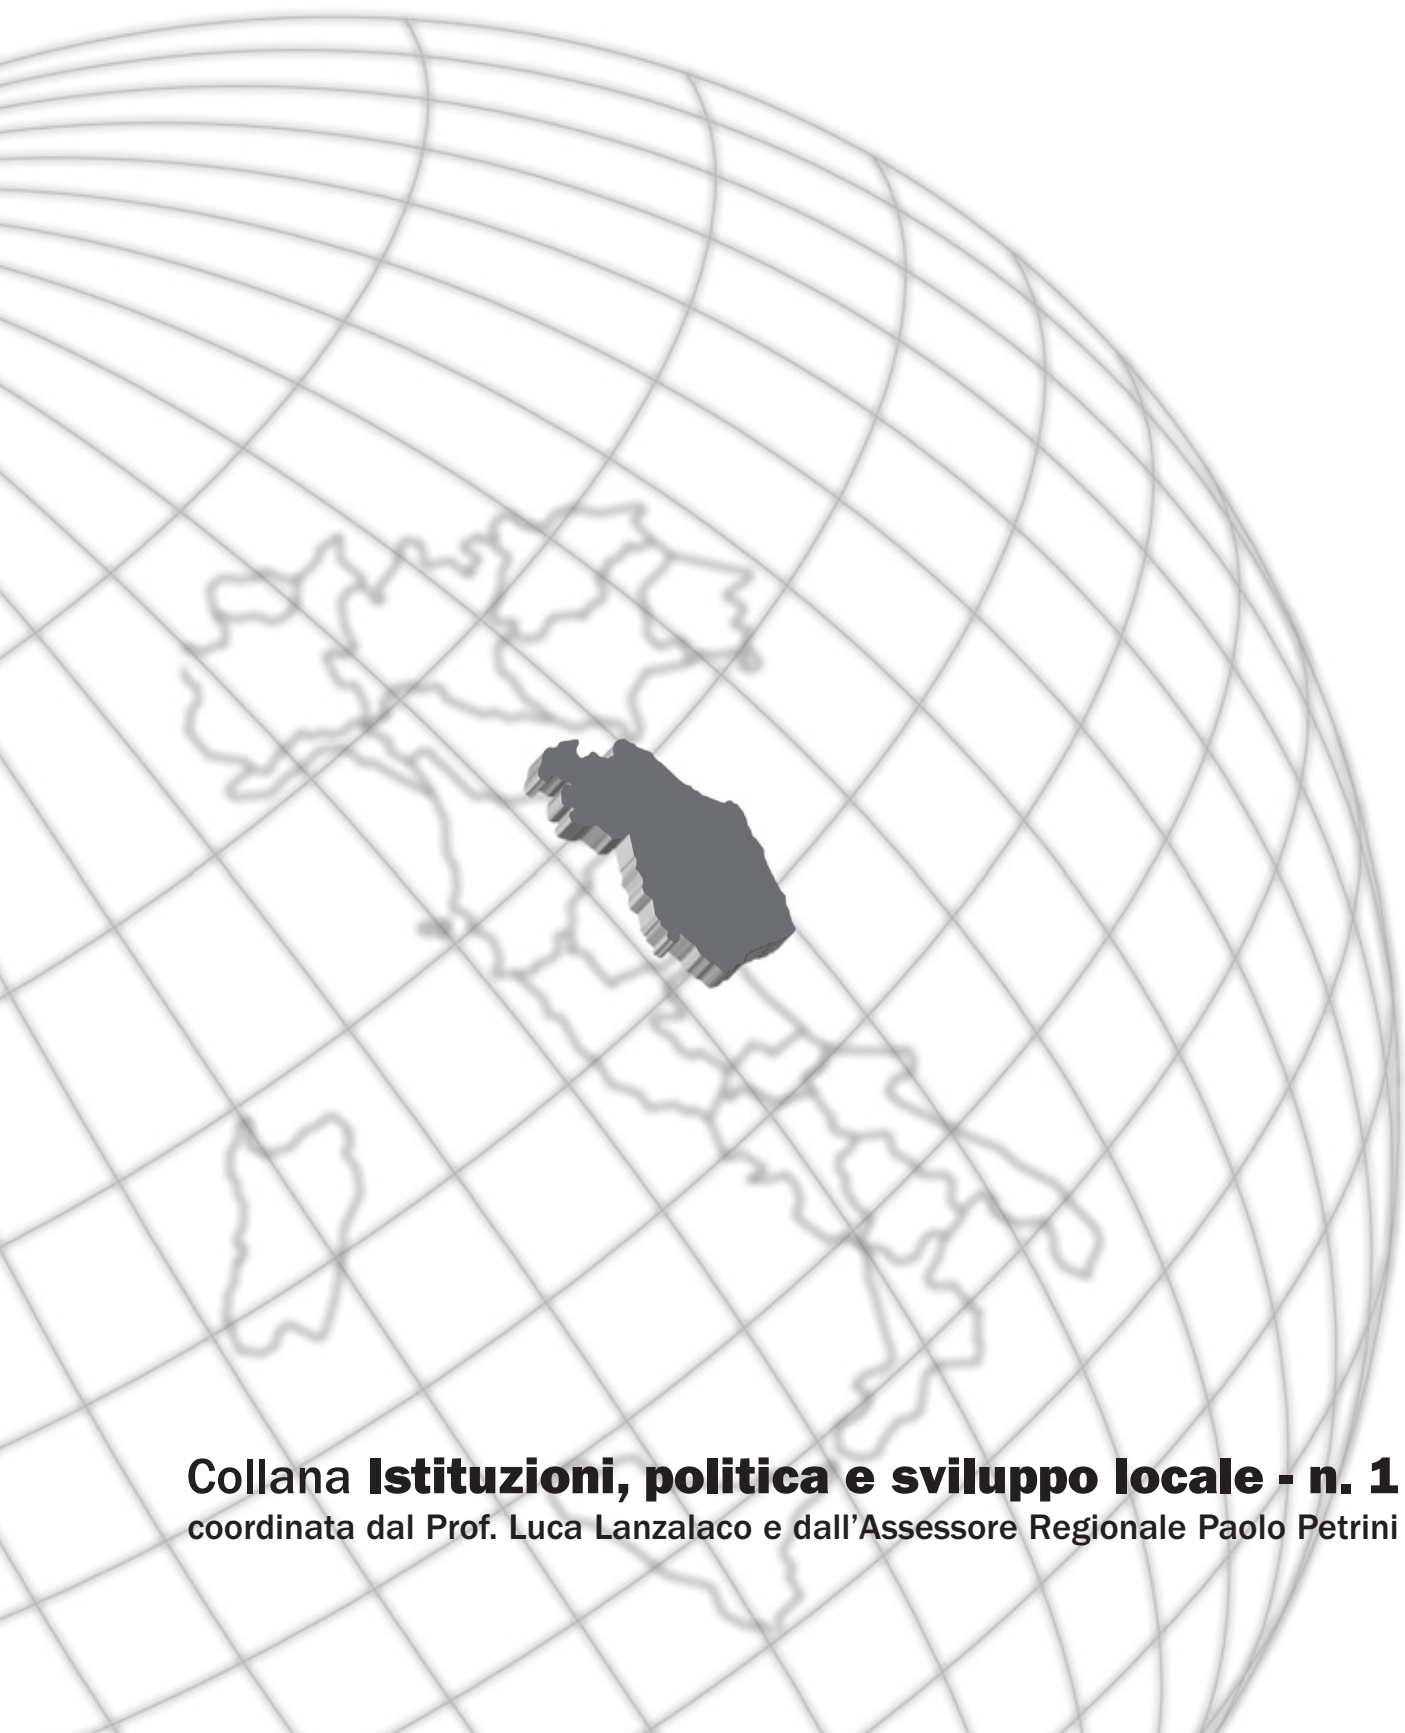 Collana Istituzioni, politica e sviluppo locale - n. 1
coordinata dal Prof. Luca Lanzalaco e dall’Assessore Regionale Paolo Petrini